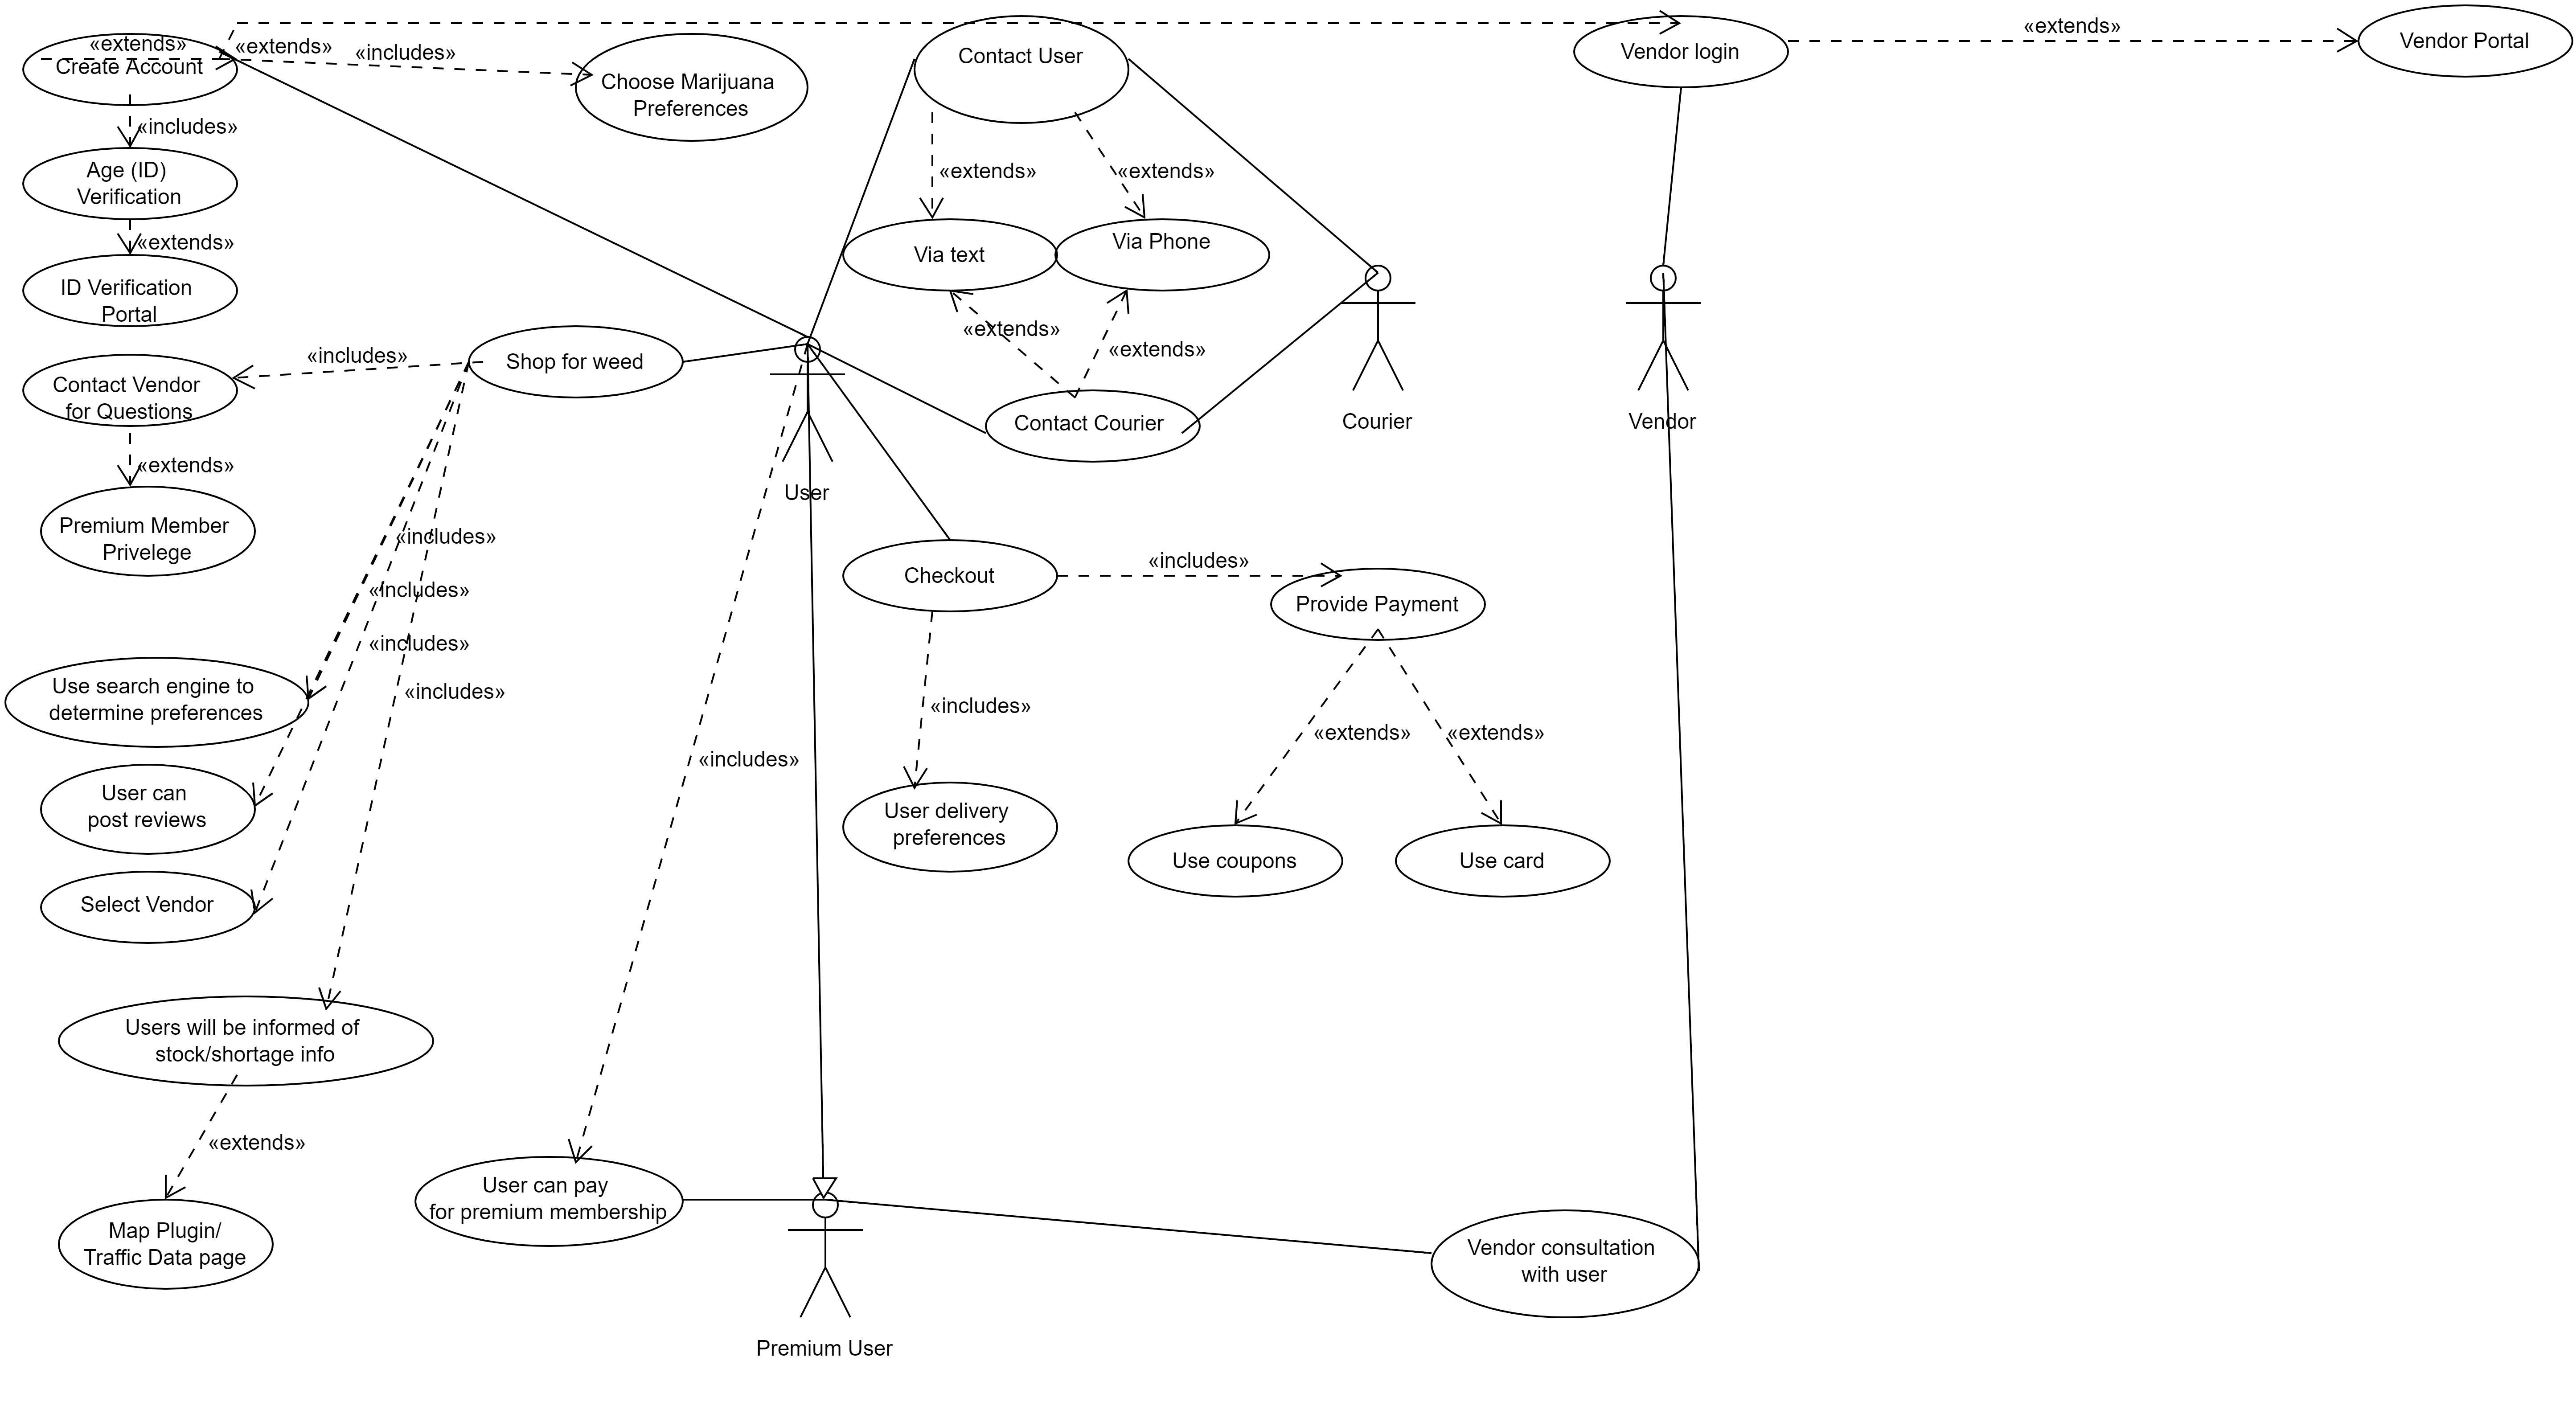 «extends»
Create Account
«extends»
«includes»
Choose Marijuana
Preferences
Contact User
Vendor login
«extends»
Vendor Portal
«includes»
Age (ID)
Verification
«extends»
ID Verification
Portal
«extends»
«extends»
Via text
Via Phone
«extends»
«extends»
Contact Courier
Courier
Vendor
«includes»
Shop for weed
Contact Vendor
for Questions
«extends»
Premium Member
Privelege
User
«includes»
«includes»
«includes»
«includes»
Use search engine to
determine preferences
User can
post reviews
Select Vendor
Checkout
«includes»
Provide Payment
«includes»
«includes»
User delivery
preferences
«extends»
«extends»
Use coupons
Use card
Users will be informed of
stock/shortage info
«extends»
Map Plugin/
Traffic Data page
User can pay
for premium membership
Premium User
Vendor consultation
with user